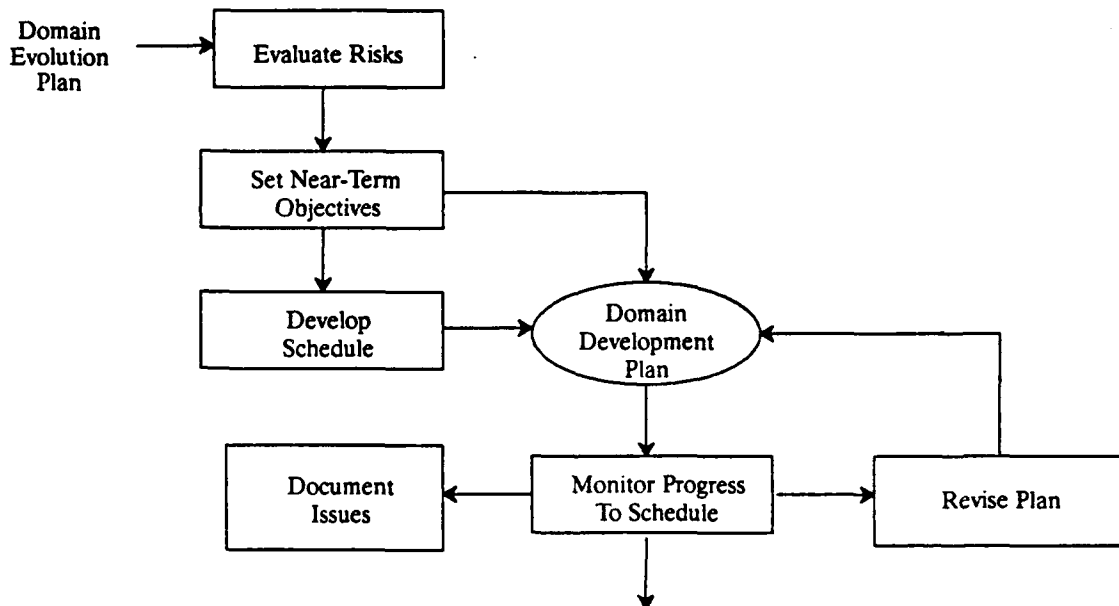 Domain
Evolution
Plan
Evaluate Risks
Set Near-Term
Objectives
Develop
Schedule
Domain
Development
Plan
Document
Issues
Monitor Progress
To Schedule
Revise Plan